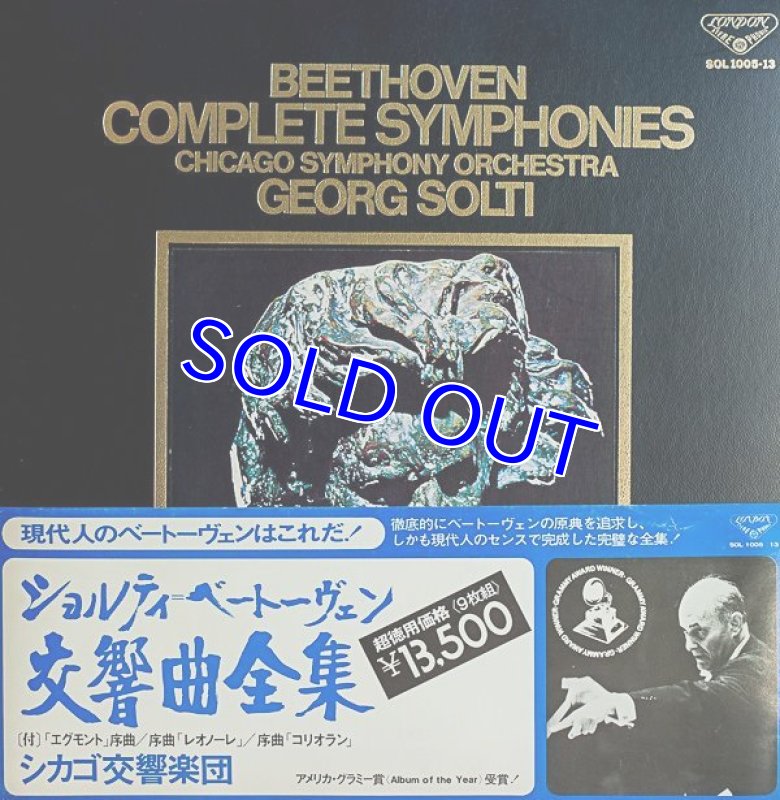 LONDON
SOL 1005-13
BEETHOVEN
COMPLETE SYMPHONIES
CHICAGO SYMPHONY ORCHESTRA
GEORG SOLTI
SOLD OUT
現代人のベートーヴェンはこれだ!
徹底的にベートーヴェンの原典を追求し、
しかも現代人のセンスで完成した完璧な全集!
LONDON
SOL 1005 13
ショルティ=ベートーヴェン
交響曲全集
超徳用価格〈9枚組〉
¥13,500
GRAMMY AWARD WINNER · GRAMMY AWARD WINNER · GRAMMY AWARD WINNER ·
〔付〕「エグモント」序曲/序曲「レオノーレ」/序曲「コリオラン」
シカゴ交響楽団
アメリカ・グラミー賞〈Album of the Year〉受賞!